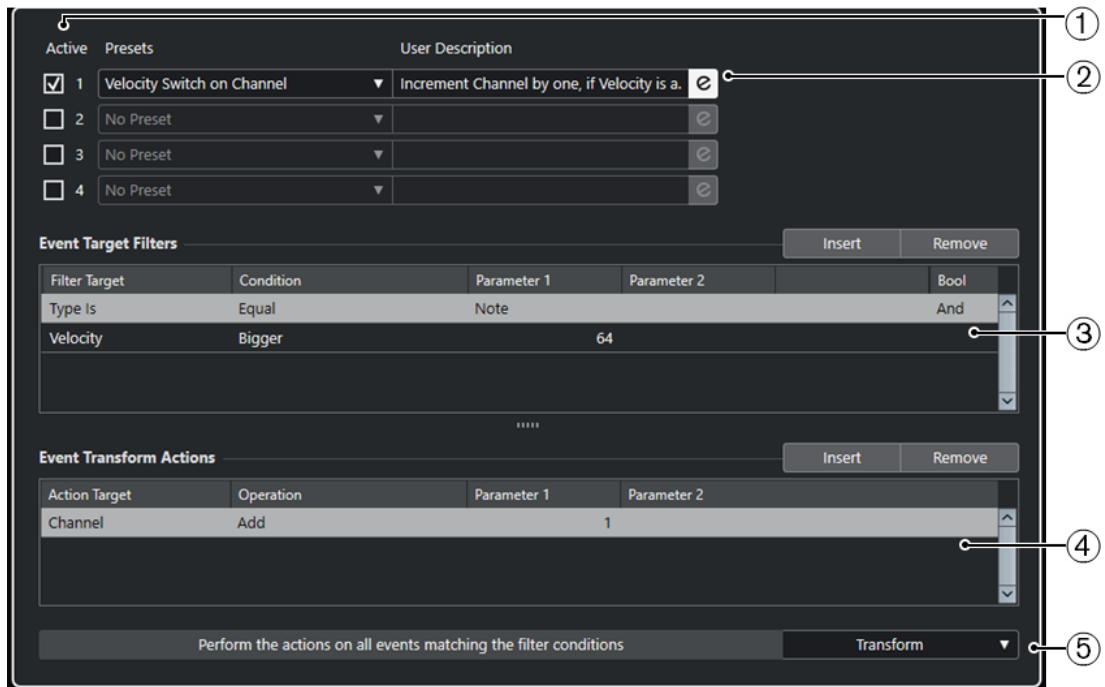 ①
Active Presets User Description
1 Velocity Switch on Channel Increment Channel by one, if Velocity is a. e ②
2 No Preset e
3 No Preset e
4 No Preset e
Event Target Filters Insert Remove
Filter Target Condition Parameter 1 Parameter 2 Bool
Type Is Equal Note And
Velocity Bigger 64 ③
Event Transform Actions Insert Remove
Action Target Operation Parameter 1 Parameter 2
Channel Add 1
④
Perform the actions on all events matching the filter conditions Transform ⑤